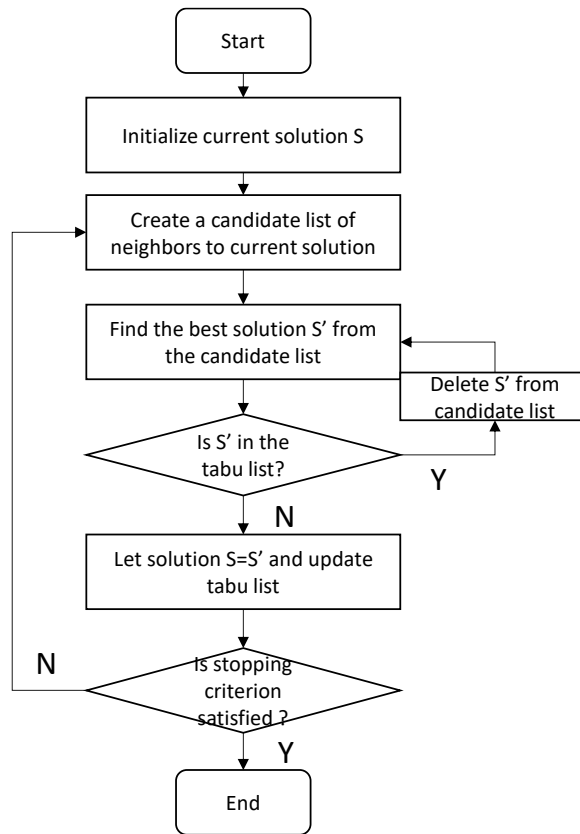 Start
Initialize current solution S
Create a candidate list of
neighbors to current solution
Find the best solution S’ from
the candidate list
Delete S’ from
candidate list
Is S’ in the
tabu list?
Y
N
Let solution S=S’ and update
tabu list
N
Is stopping
criterion
satisfied ?
Y
End